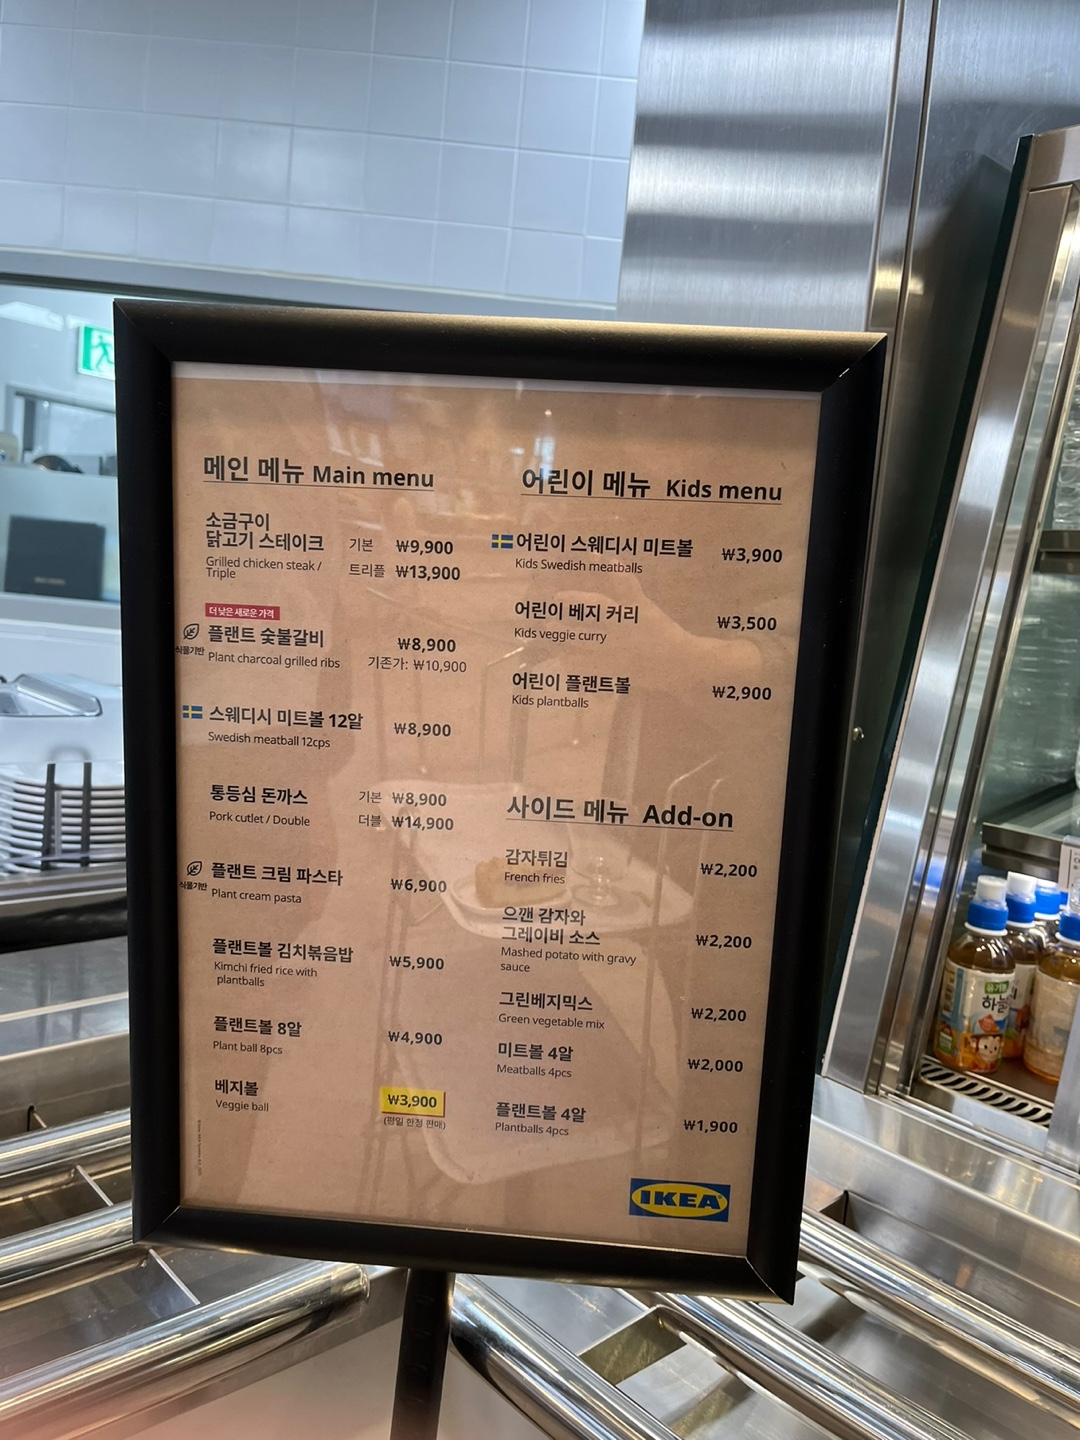 메인 메뉴 Main menu
소금구이
닭고기 스테이크
기본 ₩9,900
Grilled chicken steak /
Triple
트리플 ₩13,900
더 낮은 새로운 가격
식물기반
플랜트 숯불갈비
₩8,900
Plant charcoal grilled ribs
기존가: ₩10,900
스웨디시 미트볼 12알
₩8,900
Swedish meatball 12cps
통등심 돈까스
기본 ₩8,900
Pork cutlet / Double
더블 ₩14,900
식물기반
플랜트 크림 파스타
₩6,900
Plant cream pasta
플랜트볼 김치볶음밥
₩5,900
Kimchi fried rice with
plantballs
플랜트볼 8알
₩4,900
Plant ball 8pcs
베지볼
₩3,900
Veggie ball
(평일 한정 판매)
어린이 메뉴 Kids menu
어린이 스웨디시 미트볼
₩3,900
Kids Swedish meatballs
어린이 베지 커리
₩3,500
Kids veggie curry
어린이 플랜트볼
₩2,900
Kids plantballs
사이드 메뉴 Add-on
감자튀김
₩2,200
French fries
으깬 감자와
그레이비 소스
₩2,200
Mashed potato with gravy
sauce
그린베지믹스
₩2,200
Green vegetable mix
미트볼 4알
₩2,000
Meatballs 4pcs
플랜트볼 4알
₩1,900
Plantballs 4pcs
IKEA
유기농